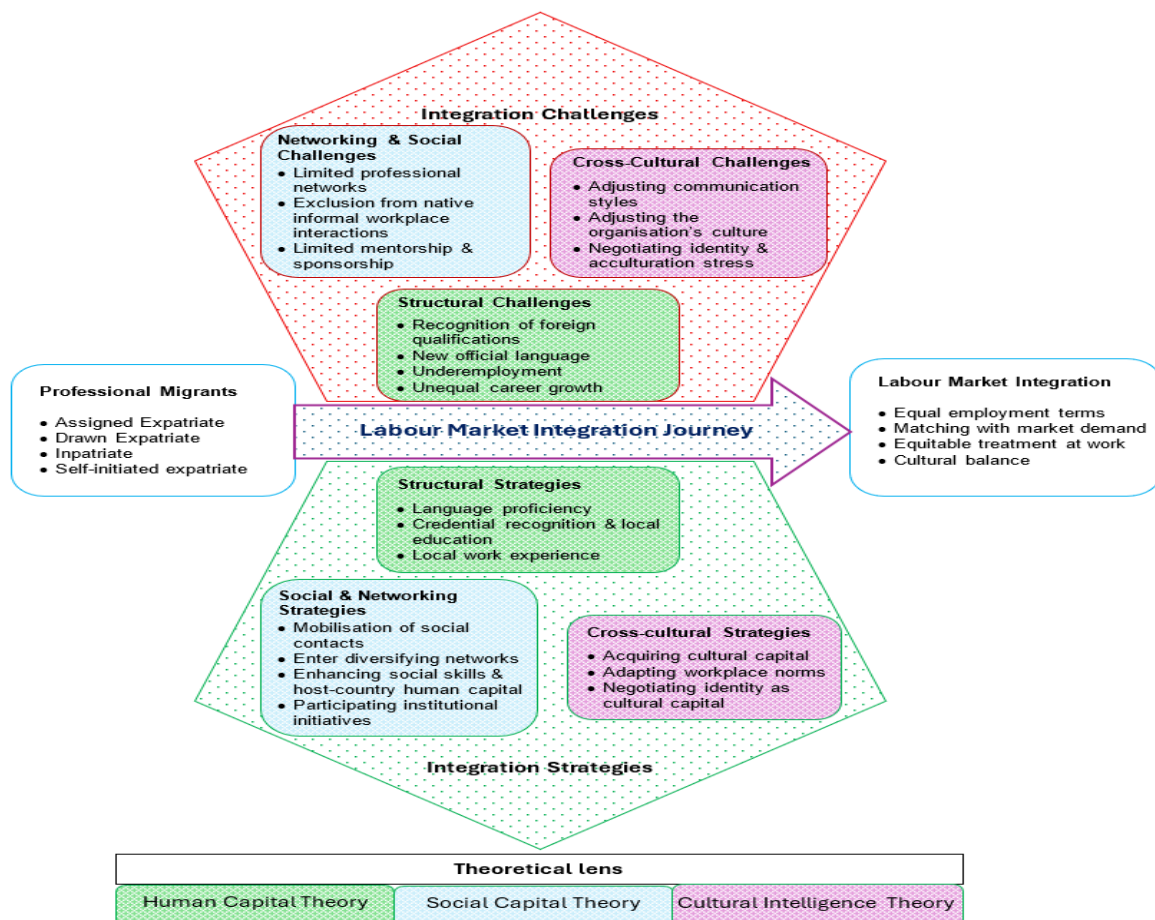 Integration Challenges
Networking & Social
Challenges
• Limited professional
networks
• Exclusion from native
informal workplace
interactions
• Limited mentorship &
sponsorship
Cross-Cultural Challenges
• Adjusting communication
styles
• Adjusting the
organisation's culture
• Negotiating identity &
acculturation stress
Structural Challenges
• Recognition of foreign
qualifications
• New official language
• Underemployment
• Unequal career growth
Professional Migrants
• Assigned Expatriate
• Drawn Expatriate
• Inpatriate
• Self-initiated expatriate
Labour Market Integration Journey
Labour Market Integration
• Equal employment terms
• Matching with market demand
• Equitable treatment at work
• Cultural balance
Structural Strategies
• Language proficiency
• Credential recognition & local
education
• Local work experience
Social & Networking
Strategies
• Mobilisation of social
contacts
• Enter diversifying networks
• Enhancing social skills &
host-country human capital
• Participating institutional
initiatives
Cross-cultural Strategies
• Acquiring cultural capital
• Adapting workplace norms
• Negotiating identity as
cultural capital
Integration Strategies
Theoretical lens
Human Capital Theory
Social Capital Theory
Cultural Intelligence Theory